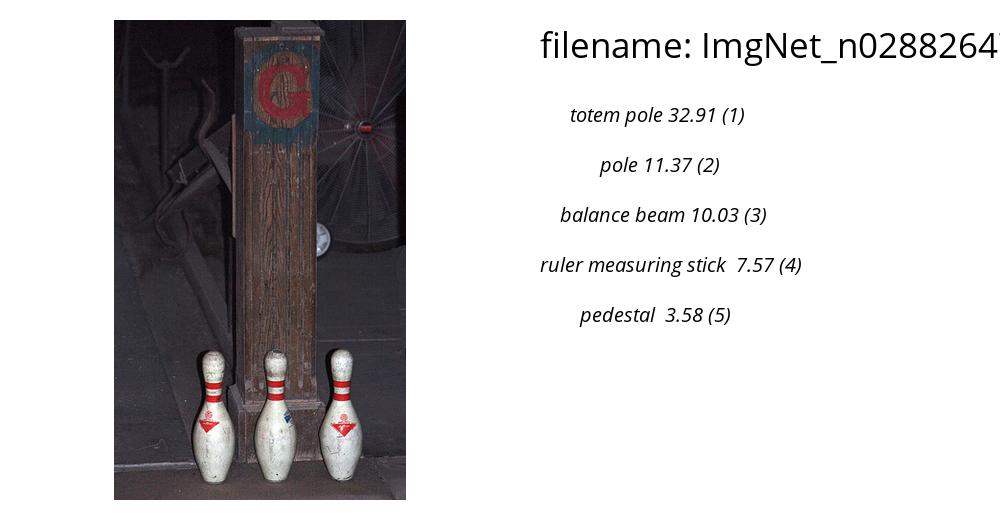 G
filename: ImgNet_n0288264
totem pole 32.91 (1)
pole 11.37 (2)
balance beam 10.03 (3)
ruler measuring stick 7.57 (4)
pedestal 3.58 (5)